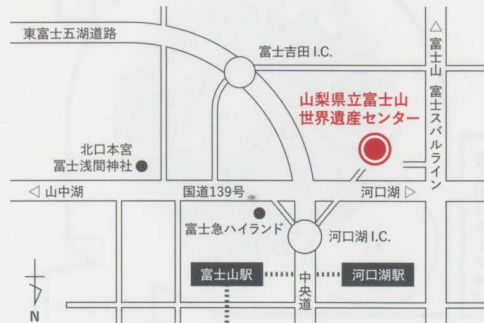 東富士五湖道路
富士吉田 I.C.
△富士山 富士スバルライン
山梨県立富士山
世界遺産センター
北口本宮
冨士浅間神社
◁ 山中湖
国道139号
河口湖 ▷
富士急ハイランド
河口湖 I.C.
富士山駅
中央道
河口湖駅
N